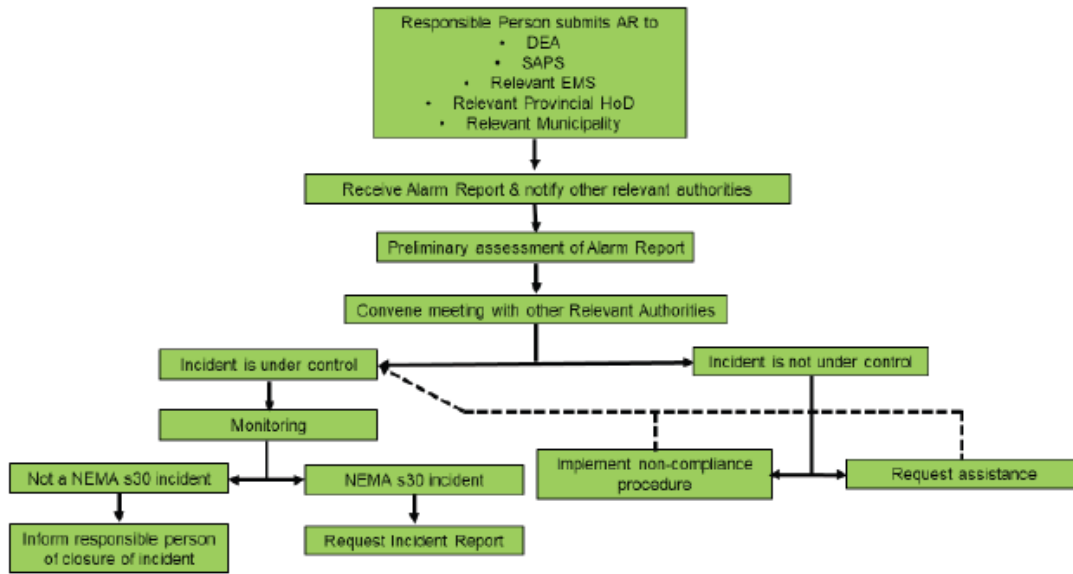 Responsible Person submits AR to
• DEA
• SAPS
• Relevant EMS
• Relevant Provincial HoD
• Relevant Municipality
Receive Alarm Report & notify other relevant authorities
Preliminary assessment of Alarm Report
Convene meeting with other Relevant Authorities
Incident is under control
Incident is not under control
Monitoring
Not a NEMA s30 incident
NEMA s30 incident
Implement non-compliance
procedure
Request assistance
Inform responsible person
of closure of incident
Request Incident Report